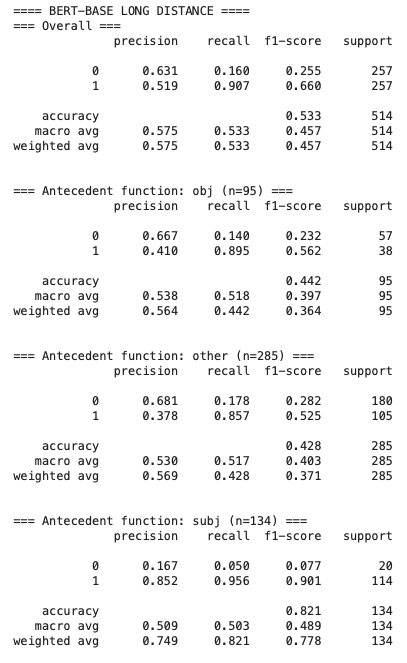 ==== BERT-BASE LONG DISTANCE ====
=== Overall ===
              precision    recall  f1-score   support

           0      0.631     0.160     0.255       257
           1      0.519     0.907     0.660       257

    accuracy                          0.533       514
   macro avg      0.575     0.533     0.457       514
weighted avg      0.575     0.533     0.457       514

=== Antecedent function: obj (n=95) ===
              precision    recall  f1-score   support

           0      0.667     0.140     0.232        57
           1      0.410     0.895     0.562        38

    accuracy                          0.442        95
   macro avg      0.538     0.518     0.397        95
weighted avg      0.564     0.442     0.364        95

=== Antecedent function: other (n=285) ===
              precision    recall  f1-score   support

           0      0.681     0.178     0.282       180
           1      0.378     0.857     0.525       105

    accuracy                          0.428       285
   macro avg      0.530     0.517     0.403       285
weighted avg      0.569     0.428     0.371       285

=== Antecedent function: subj (n=134) ===
              precision    recall  f1-score   support

           0      0.167     0.050     0.077        20
           1      0.852     0.956     0.901       114

    accuracy                          0.821       134
   macro avg      0.509     0.503     0.489       134
weighted avg      0.749     0.821     0.778       134